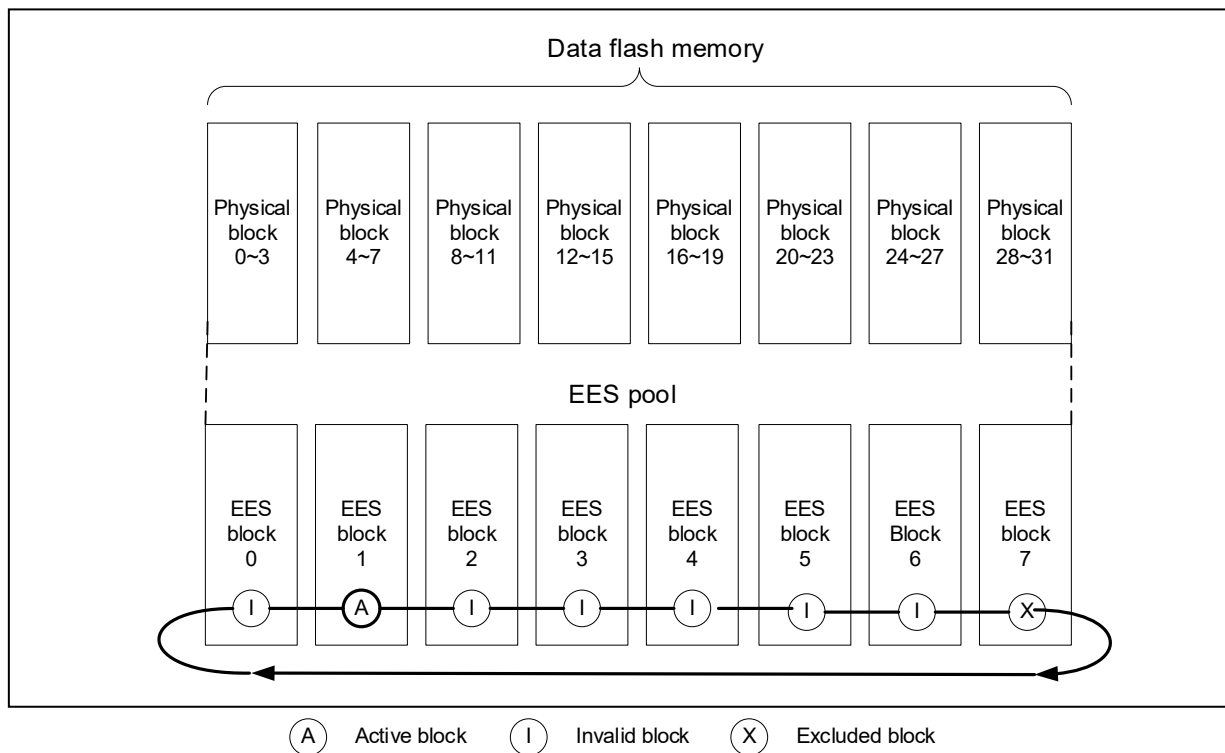 Data flash memory
Physical block 0~3
Physical block 4~7
Physical block 8~11
Physical block 12~15
Physical block 16~19
Physical block 20~23
Physical block 24~27
Physical block 28~31
EES pool
EES block 0
EES block 1
EES block 2
EES block 3
EES block 4
EES block 5
EES Block 6
EES block 7
I A I I I I I X
A Active block I Invalid block X Excluded block